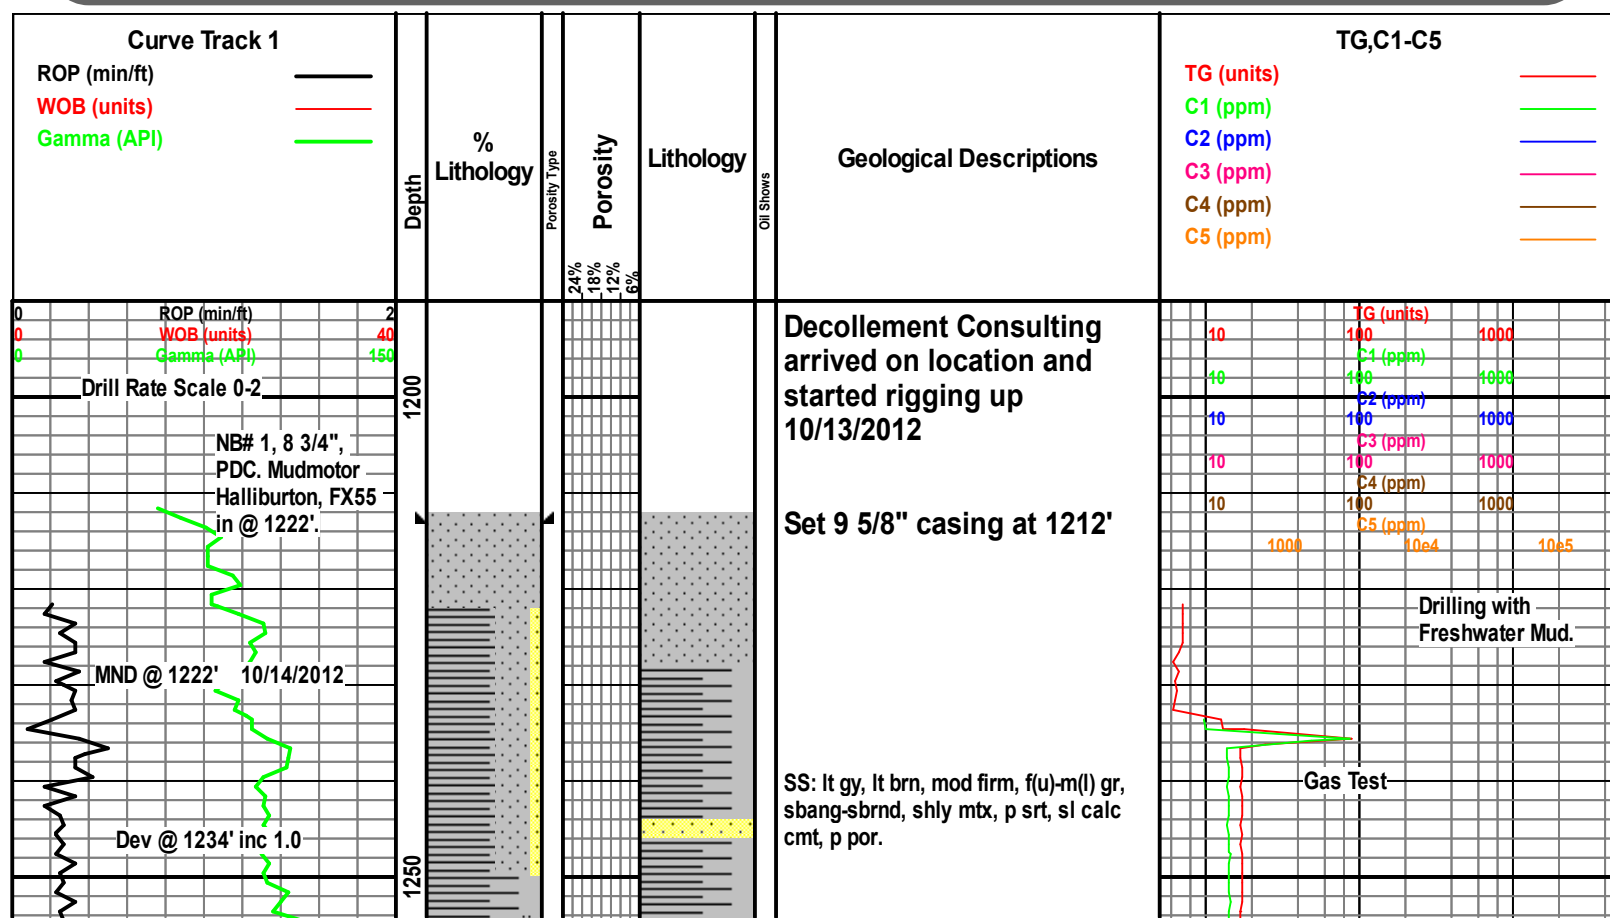 Curve Track 1
ROP (min/ft)
WOB (units)
Gamma (API)
Depth
%
Lithology
Porosity Type
Porosity
24%
18%
12%
6%
Lithology
Oil Shows
Geological Descriptions
TG,C1-C5
TG (units)
C1 (ppm)
C2 (ppm)
C3 (ppm)
C4 (ppm)
C5 (ppm)
0 ROP (min/ft) 2
0 WOB (units) 40
0 Gamma (API) 150
Drill Rate Scale 0-2
NB# 1, 8 3/4",
PDC. Mudmotor
Halliburton, FX55
in @ 1222'.
MND @ 1222' 10/14/2012
Dev @ 1234' inc 1.0
1200
1250
Decollement Consulting
arrived on location and
started rigging up
10/13/2012
Set 9 5/8" casing at 1212'
SS: lt gy, lt brn, mod firm, f(u)-m(l) gr,
sbang-sbrnd, shly mtx, p srt, sl calc
cmt, p por.
TG (units)
10 100 1000
C1 (ppm)
10 100 1000
C2 (ppm)
10 100 1000
C3 (ppm)
10 100 1000
C4 (ppm)
10 100 1000
C5 (ppm)
1000 10e4 10e5
Drilling with
Freshwater Mud.
Gas Test